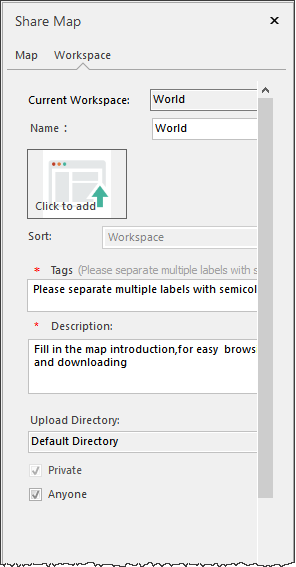 Share Map
Map Workspace
Current Workspace: World
Name : World
Click to add
Sort: Workspace
* Tags (Please separate multiple labels with s
Please separate multiple labels with semicol
* Description:
Fill in the map introduction,for easy brows
and downloading
Upload Directory:
Default Directory
Private
Anyone